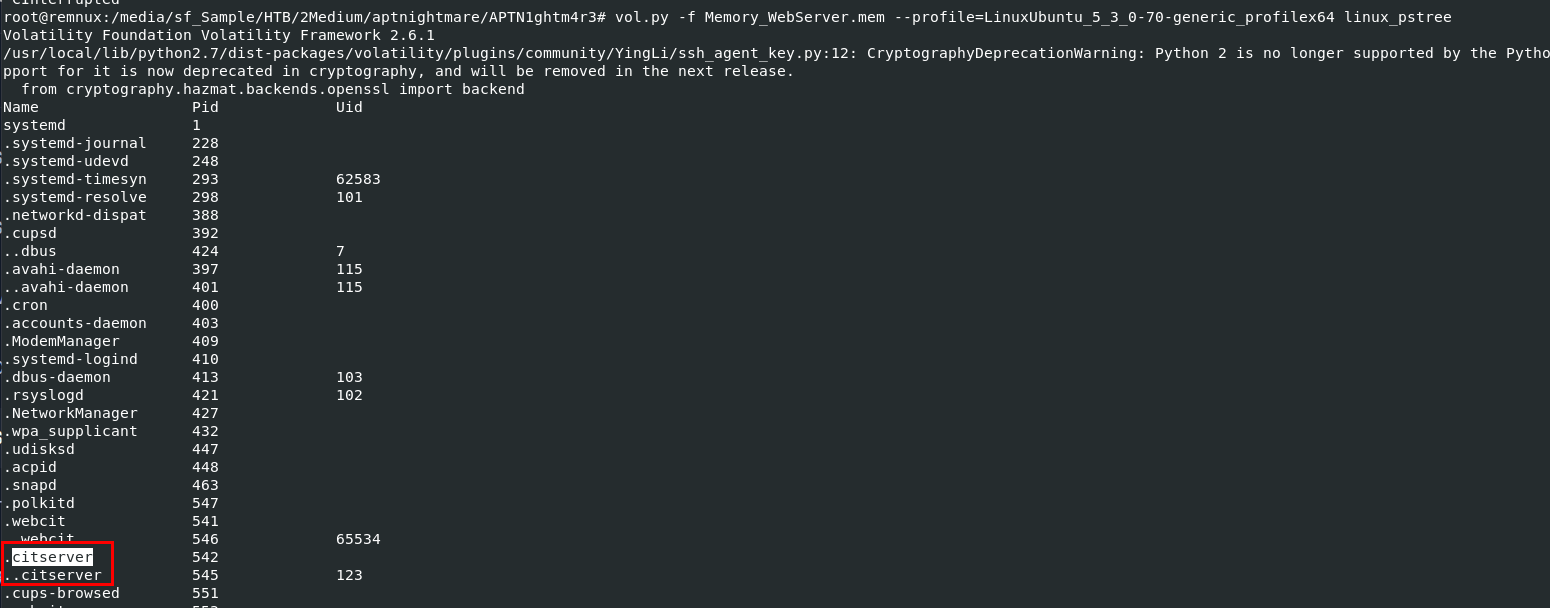 root@remnux:/media/sf_Sample/HTB/2Medium/aptnightmare/APTN1ghtm4r3# vol.py -f Memory_WebServer.mem --profile=LinuxUbuntu_5_3_0-70-generic_profilex64 linux_pstree
Volatility Foundation Volatility Framework 2.6.1
/usr/local/lib/python2.7/dist-packages/volatility/plugins/community/YingLi/ssh_agent_key.py:12: CryptographyDeprecationWarning: Python 2 is no longer supported by the Pytho
pport for it is now deprecated in cryptography, and will be removed in the next release.
  from cryptography.hazmat.backends.openssl import backend
Name                 Pid             Uid
systemd              1
.systemd-journal     228
.systemd-udevd       248
.systemd-timesyn     293             62583
.systemd-resolve     298             101
.networkd-dispat     388
.cupsd               392
..dbus               424             7
.avahi-daemon        397             115
..avahi-daemon       401             115
.cron                400
.accounts-daemon     403
.ModemManager        409
.systemd-logind      410
.dbus-daemon         413             103
.rsyslogd            421             102
.NetworkManager      427
.wpa_supplicant      432
.udisksd             447
.acpid               448
.snapd               463
.polkitd             547
.webcit              541
..webcit             546             65534
.citserver           542
..citserver          545             123
.cups-browsed        551